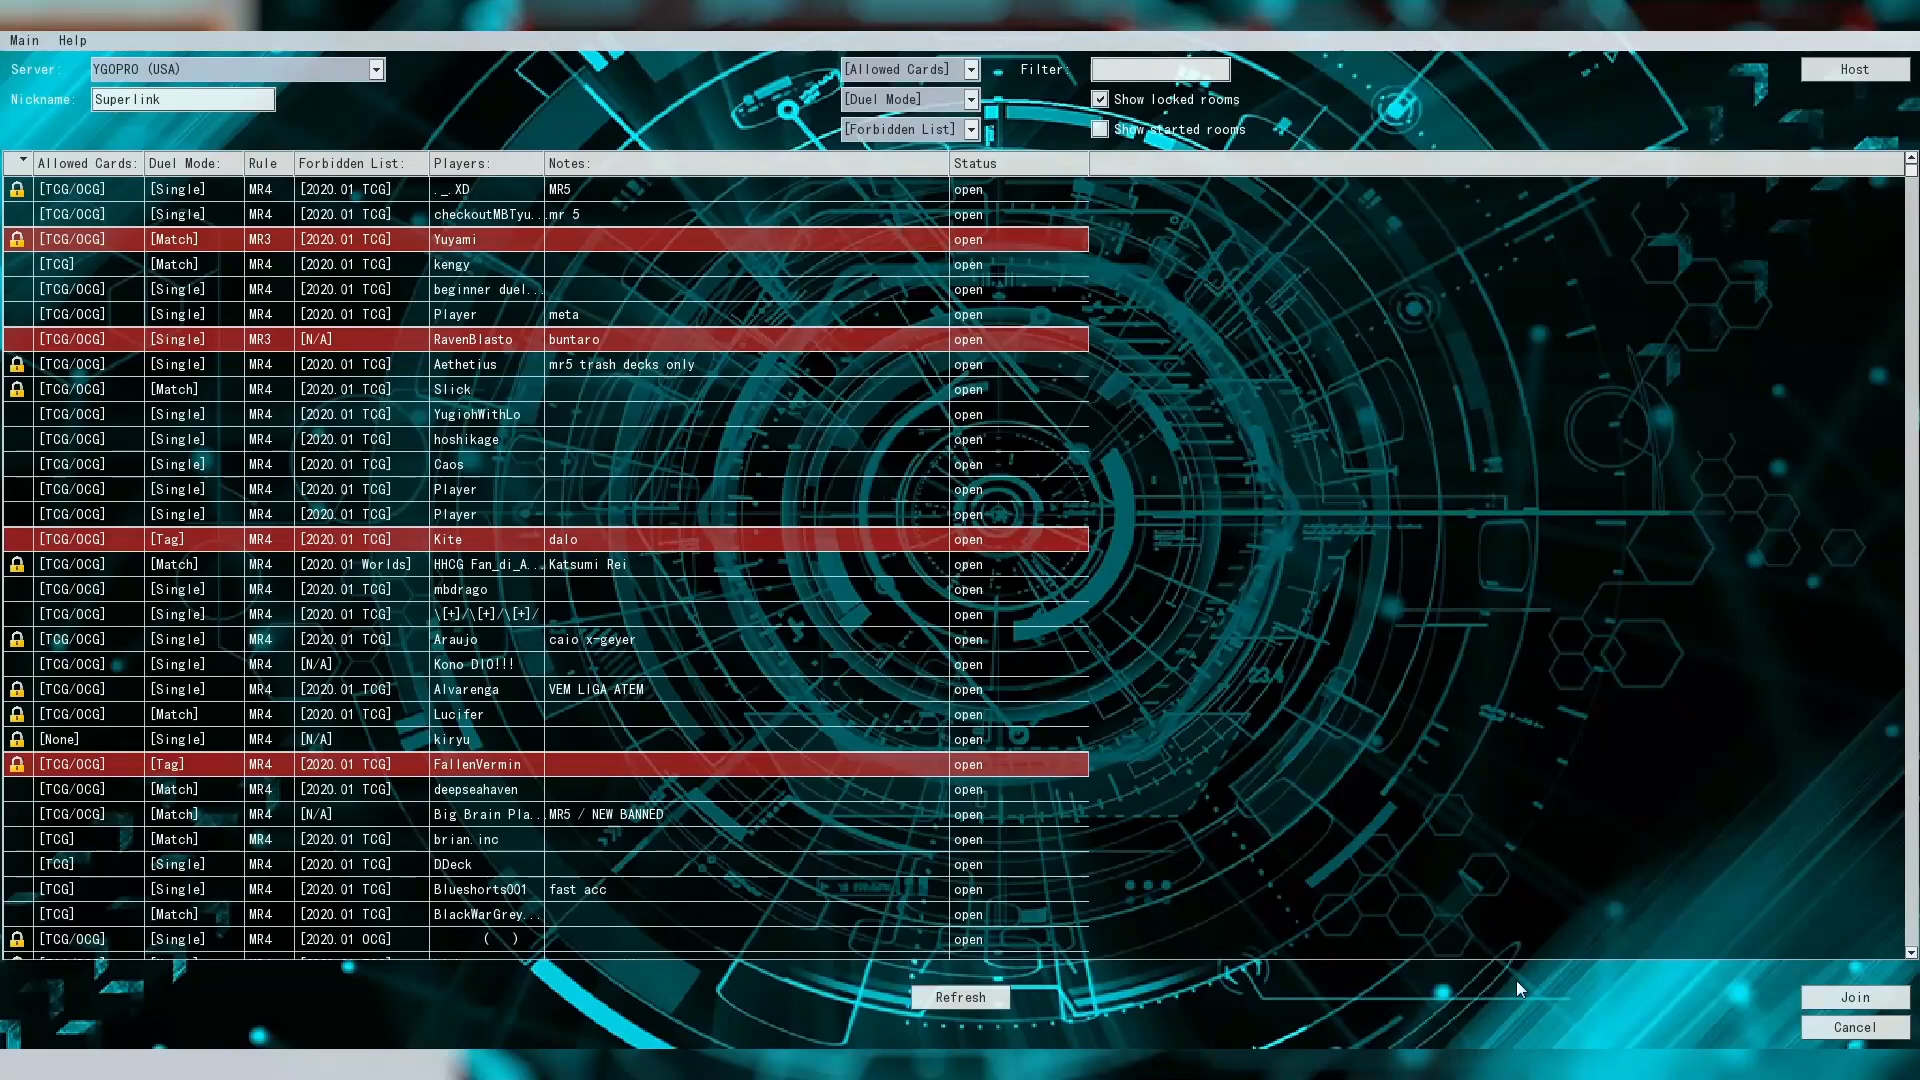 Main Help
Server: YGOPRO (USA) [Allowed Cards] Filter: Host
Nickname: Superlink [Duel Mode] Show locked rooms
[Forbidden List] Show started rooms
Allowed Cards: Duel Mode: Rule Forbidden List: Players: Notes: Status
[TCG/OCG] [Single] MR4 [2020.01 TCG] ._.XD MR5 open
[TCG/OCG] [Single] MR4 [2020.01 TCG] checkoutMBTyu... mr 5 open
[TCG/OCG] [Match] MR3 [2020.01 TCG] Yuyami open
[TCG] [Match] MR4 [2020.01 TCG] kengy open
[TCG/OCG] [Single] MR4 [2020.01 TCG] beginner duel... open
[TCG/OCG] [Single] MR4 [2020.01 TCG] Player meta open
[TCG/OCG] [Single] MR3 [N/A] RavenBlasto buntaro open
[TCG/OCG] [Single] MR4 [2020.01 TCG] Aethetius mr5 trash decks only open
[TCG/OCG] [Match] MR4 [2020.01 TCG] Slick open
[TCG/OCG] [Single] MR4 [2020.01 TCG] YugiohWithLo open
[TCG/OCG] [Single] MR4 [2020.01 TCG] hoshikage open
[TCG/OCG] [Single] MR4 [2020.01 TCG] Caos open
[TCG/OCG] [Single] MR4 [2020.01 TCG] Player open
[TCG/OCG] [Single] MR4 [2020.01 TCG] Player open
[TCG/OCG] [Tag] MR4 [2020.01 TCG] Kite dalo open
[TCG/OCG] [Match] MR4 [2020.01 Worlds] HHCG Fan_di_A... Katsumi Rei open
[TCG/OCG] [Single] MR4 [2020.01 TCG] mbdrago open
[TCG/OCG] [Single] MR4 [2020.01 TCG] \[+]/\[+]/\[+]/ open
[TCG/OCG] [Single] MR4 [2020.01 TCG] Araujo caio x-geyer open
[TCG/OCG] [Single] MR4 [N/A] Kono DIO!!! open
[TCG/OCG] [Single] MR4 [2020.01 TCG] Alvarenga VEM LIGA ATEM open
[TCG/OCG] [Match] MR4 [2020.01 TCG] Lucifer open
[None] [Single] MR4 [N/A] kiryu open
[TCG/OCG] [Tag] MR4 [2020.01 TCG] FallenVermin open
[TCG/OCG] [Match] MR4 [2020.01 TCG] deepseahaven open
[TCG/OCG] [Match] MR4 [N/A] Big Brain Pla... MR5 / NEW BANNED open
[TCG] [Match] MR4 [2020.01 TCG] brian.inc open
[TCG] [Single] MR4 [2020.01 TCG] DDeck open
[TCG] [Single] MR4 [2020.01 TCG] Blueshorts001 fast acc open
[TCG] [Match] MR4 [2020.01 TCG] BlackWarGrey... open
[TCG/OCG] [Single] MR4 [2020.01 OCG] ( ) open
Refresh Join
Cancel